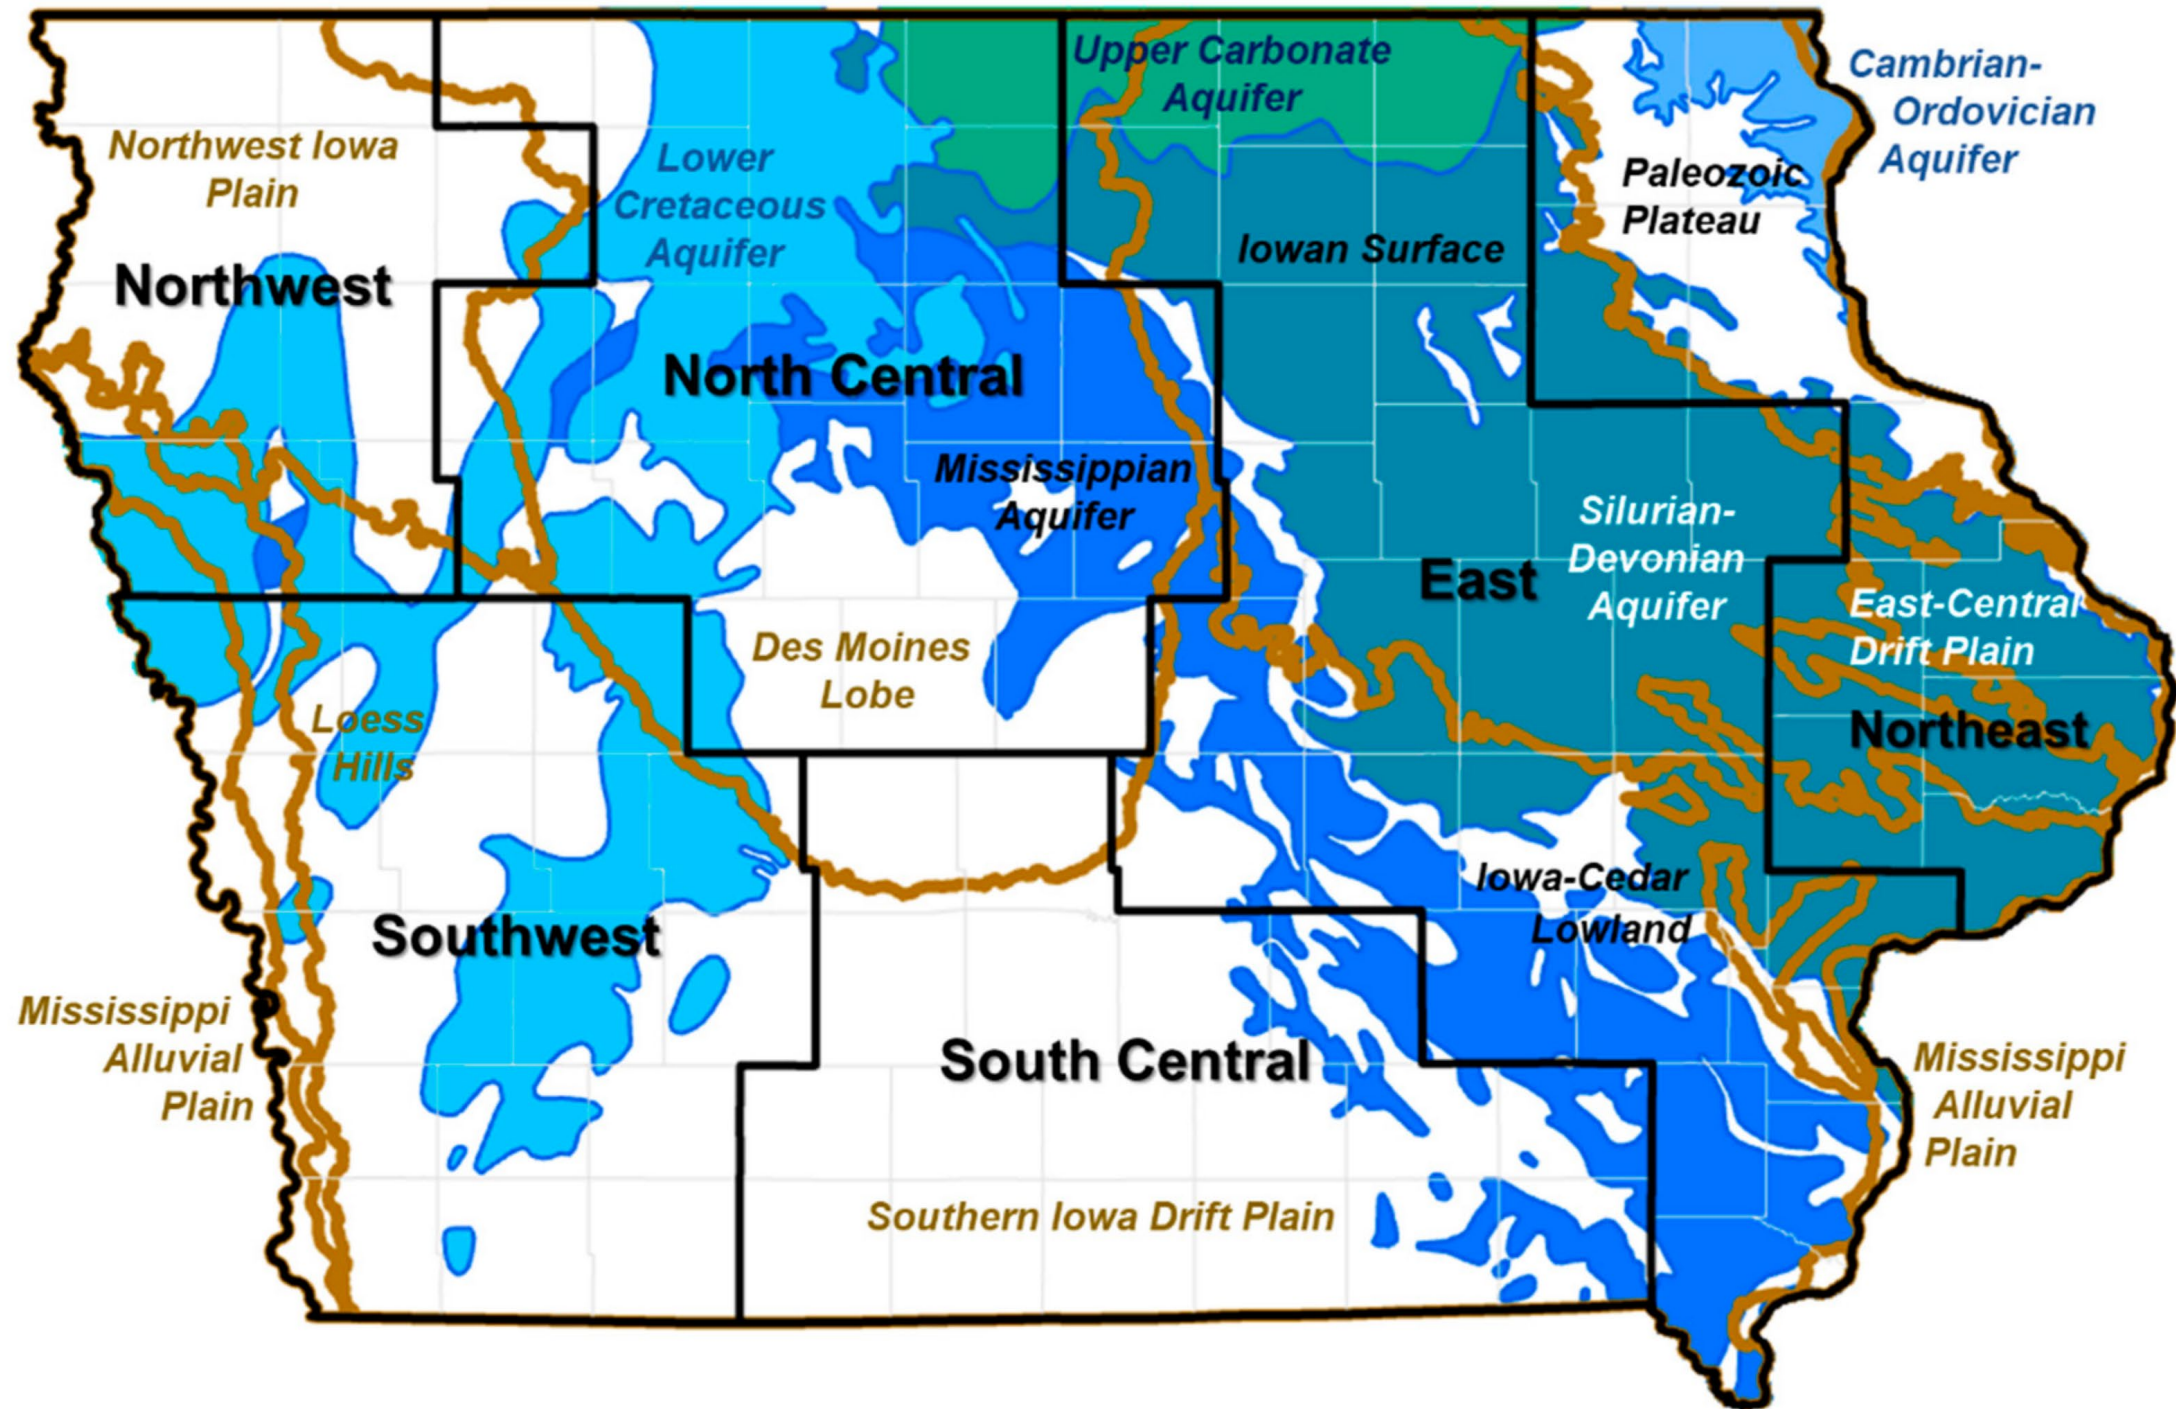 Upper Carbonate
Aquifer
Cambrian-
Ordovician
Aquifer
Northwest Iowa
Plain
Lower
Cretaceous
Aquifer
Paleozoic
Plateau
Iowan Surface
Northwest
North Central
Mississippian
Aquifer
Silurian-
Devonian
Aquifer
East
East-Central
Drift Plain
Des Moines
Lobe
Loess
Hills
Northeast
Iowa-Cedar
Lowland
Southwest
Mississippi
Alluvial
Plain
South Central
Mississippi
Alluvial
Plain
Southern Iowa Drift Plain